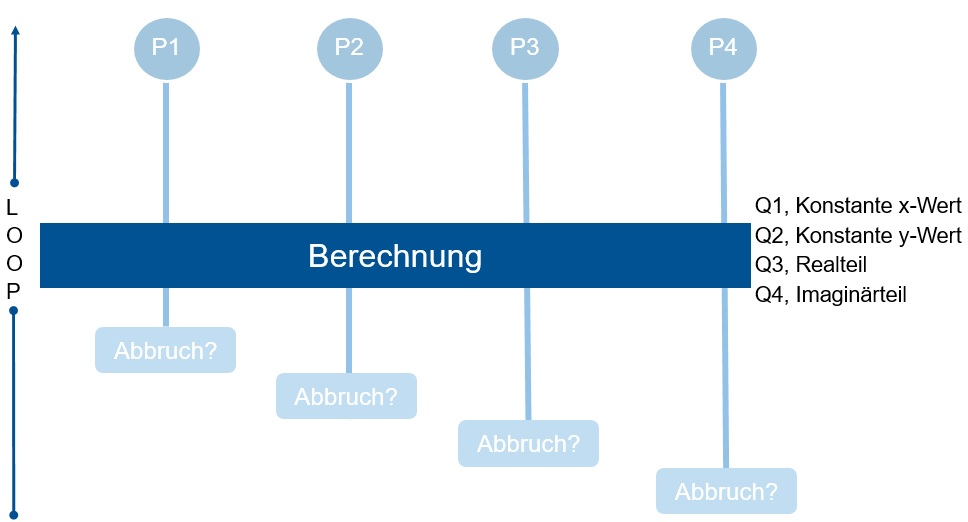 P1
P2
P3
P4
L
O
O
P
Berechnung
Q1, Konstante x-Wert
Q2, Konstante y-Wert
Q3, Realteil
Q4, Imaginärteil
Abbruch?
Abbruch?
Abbruch?
Abbruch?